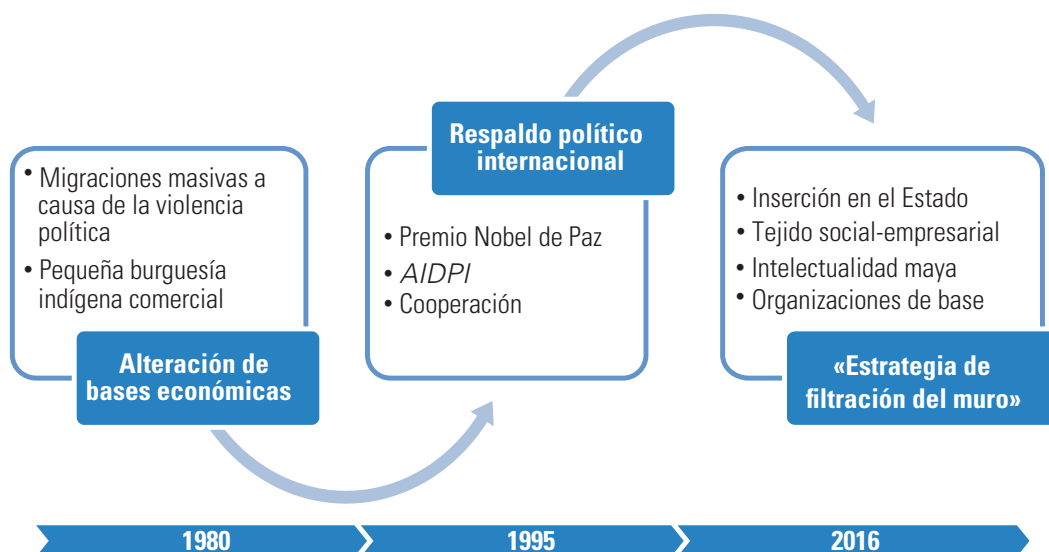 • Migraciones masivas a
causa de la violencia
política
• Pequeña burguesía
indígena comercial
Alteración de
bases económicas
Respaldo político
internacional
• Premio Nobel de Paz
• AIDPI
• Cooperación
• Inserción en el Estado
• Tejido social-empresarial
• Intelectualidad maya
• Organizaciones de base
«Estrategia de
filtración del muro»
1980
1995
2016